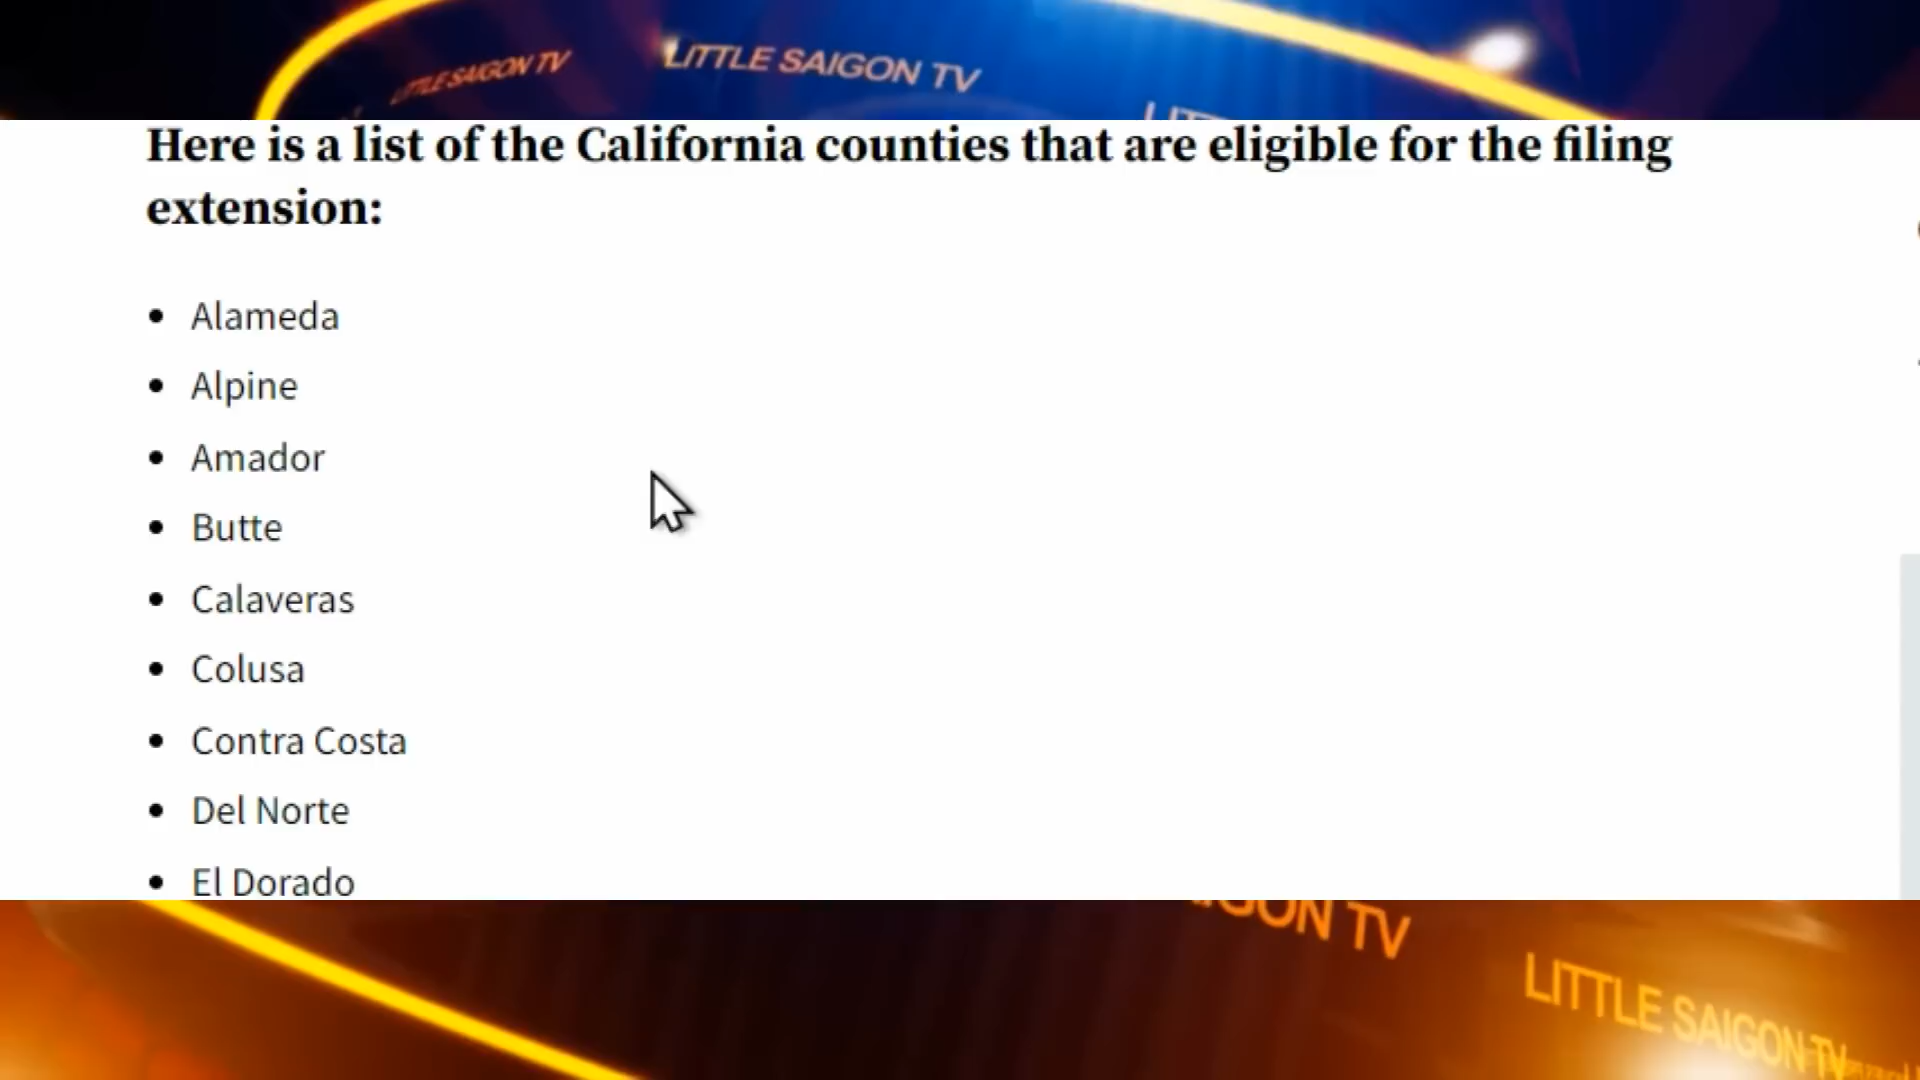 LITTLE SAIGON TV
LITTLE SAIGON TV
Here is a list of the California counties that are eligible for the filing
extension:
• Alameda
• Alpine
• Amador
• Butte
• Calaveras
• Colusa
• Contra Costa
• Del Norte
• El Dorado
TV
LITTLE SAIGON TV